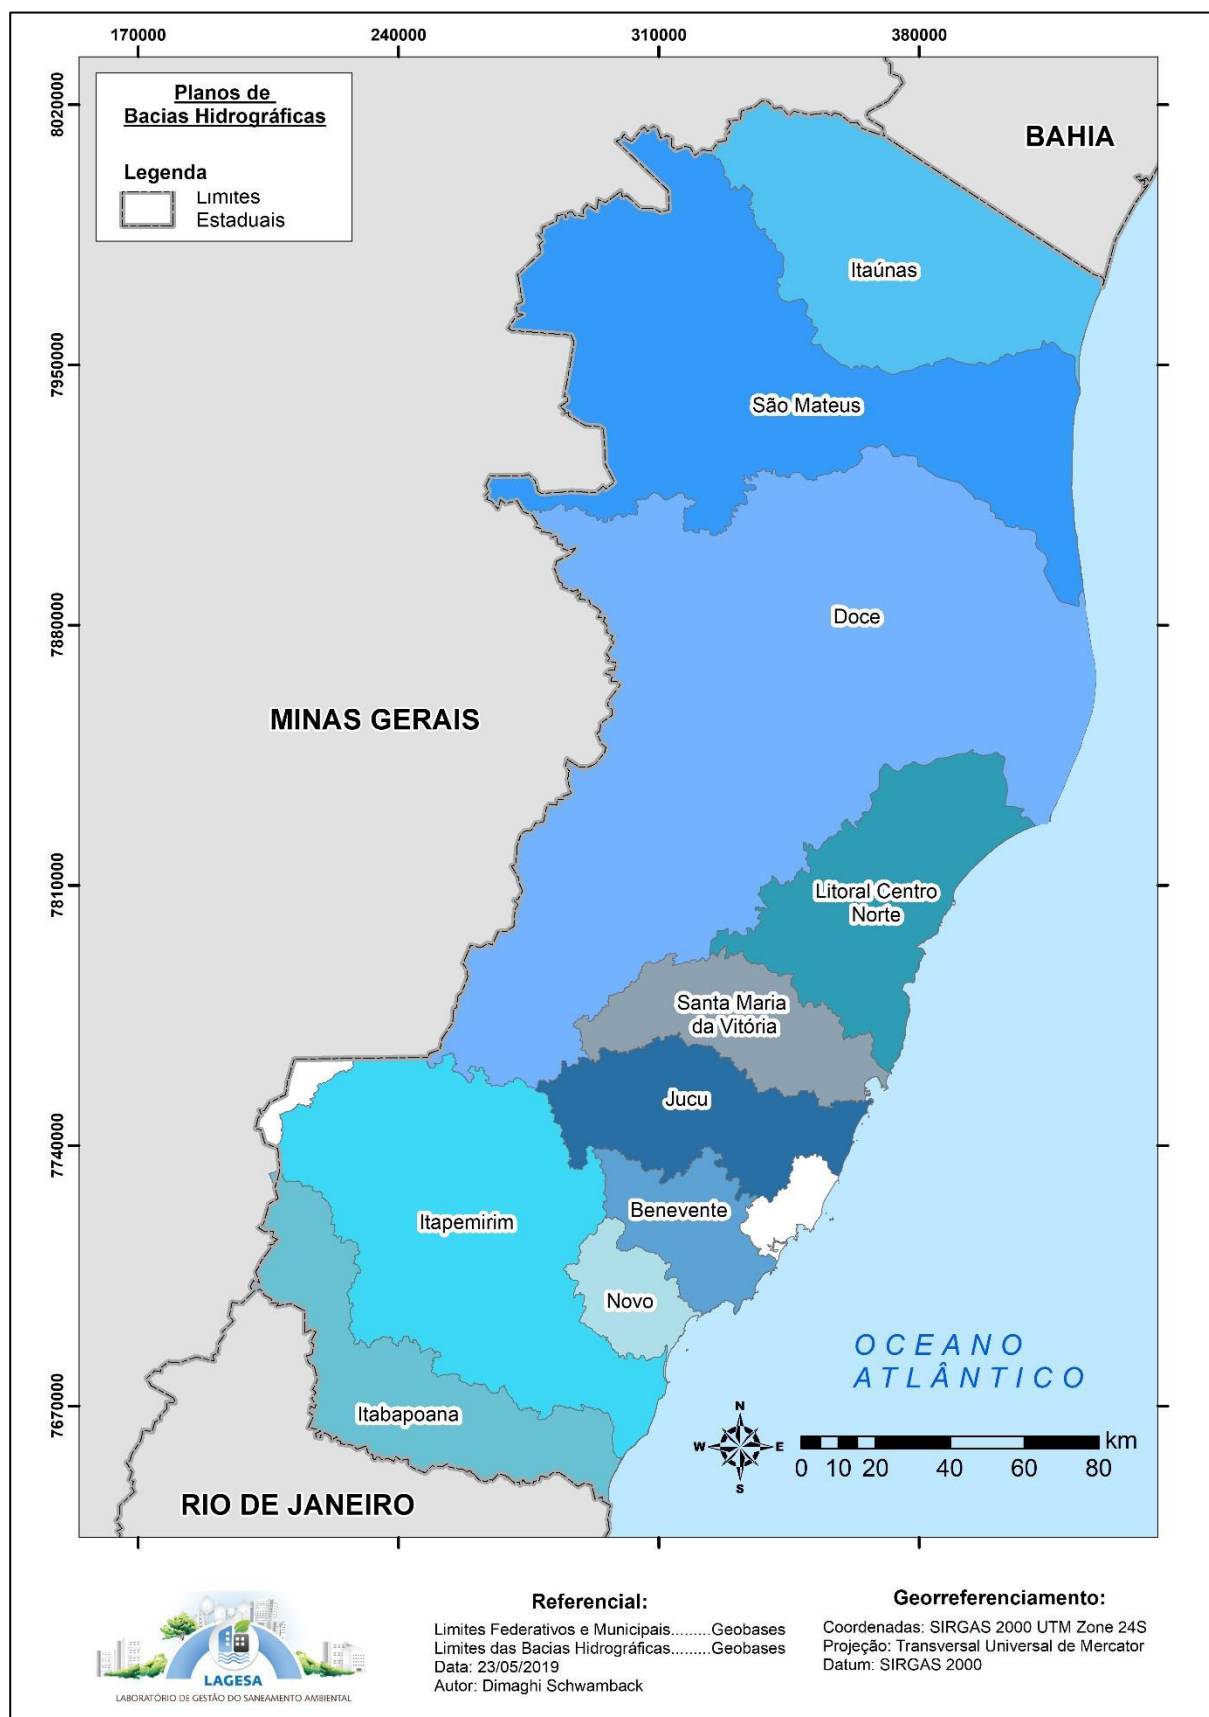 170000
240000
310000
380000
Planos de
Bacias Hidrográficas
Legenda
Limites
Estaduais
8020000
7950000
7880000
7810000
7740000
7670000
BAHIA
Itaúnas
São Mateus
Doce
MINAS GERAIS
Litoral Centro
Norte
Santa Maria
da Vitória
Jucu
Benevente
Itapemirim
Novo
OCEANO
ATLÂNTICO
Itabapoana
N
W
E
S
km
0 10 20 40 60 80
RIO DE JANEIRO
LAGESA
LABORATÓRIO DE GESTÃO DO SANEAMENTO AMBIENTAL
Referencial:
Limites Federativos e Municipais.........Geobases
Limites das Bacias Hidrográficas.........Geobases
Data: 23/05/2019
Autor: Dimaghi Schwamback
Georreferenciamento:
Coordenadas: SIRGAS 2000 UTM Zone 24S
Projeção: Transversal Universal de Mercator
Datum: SIRGAS 2000